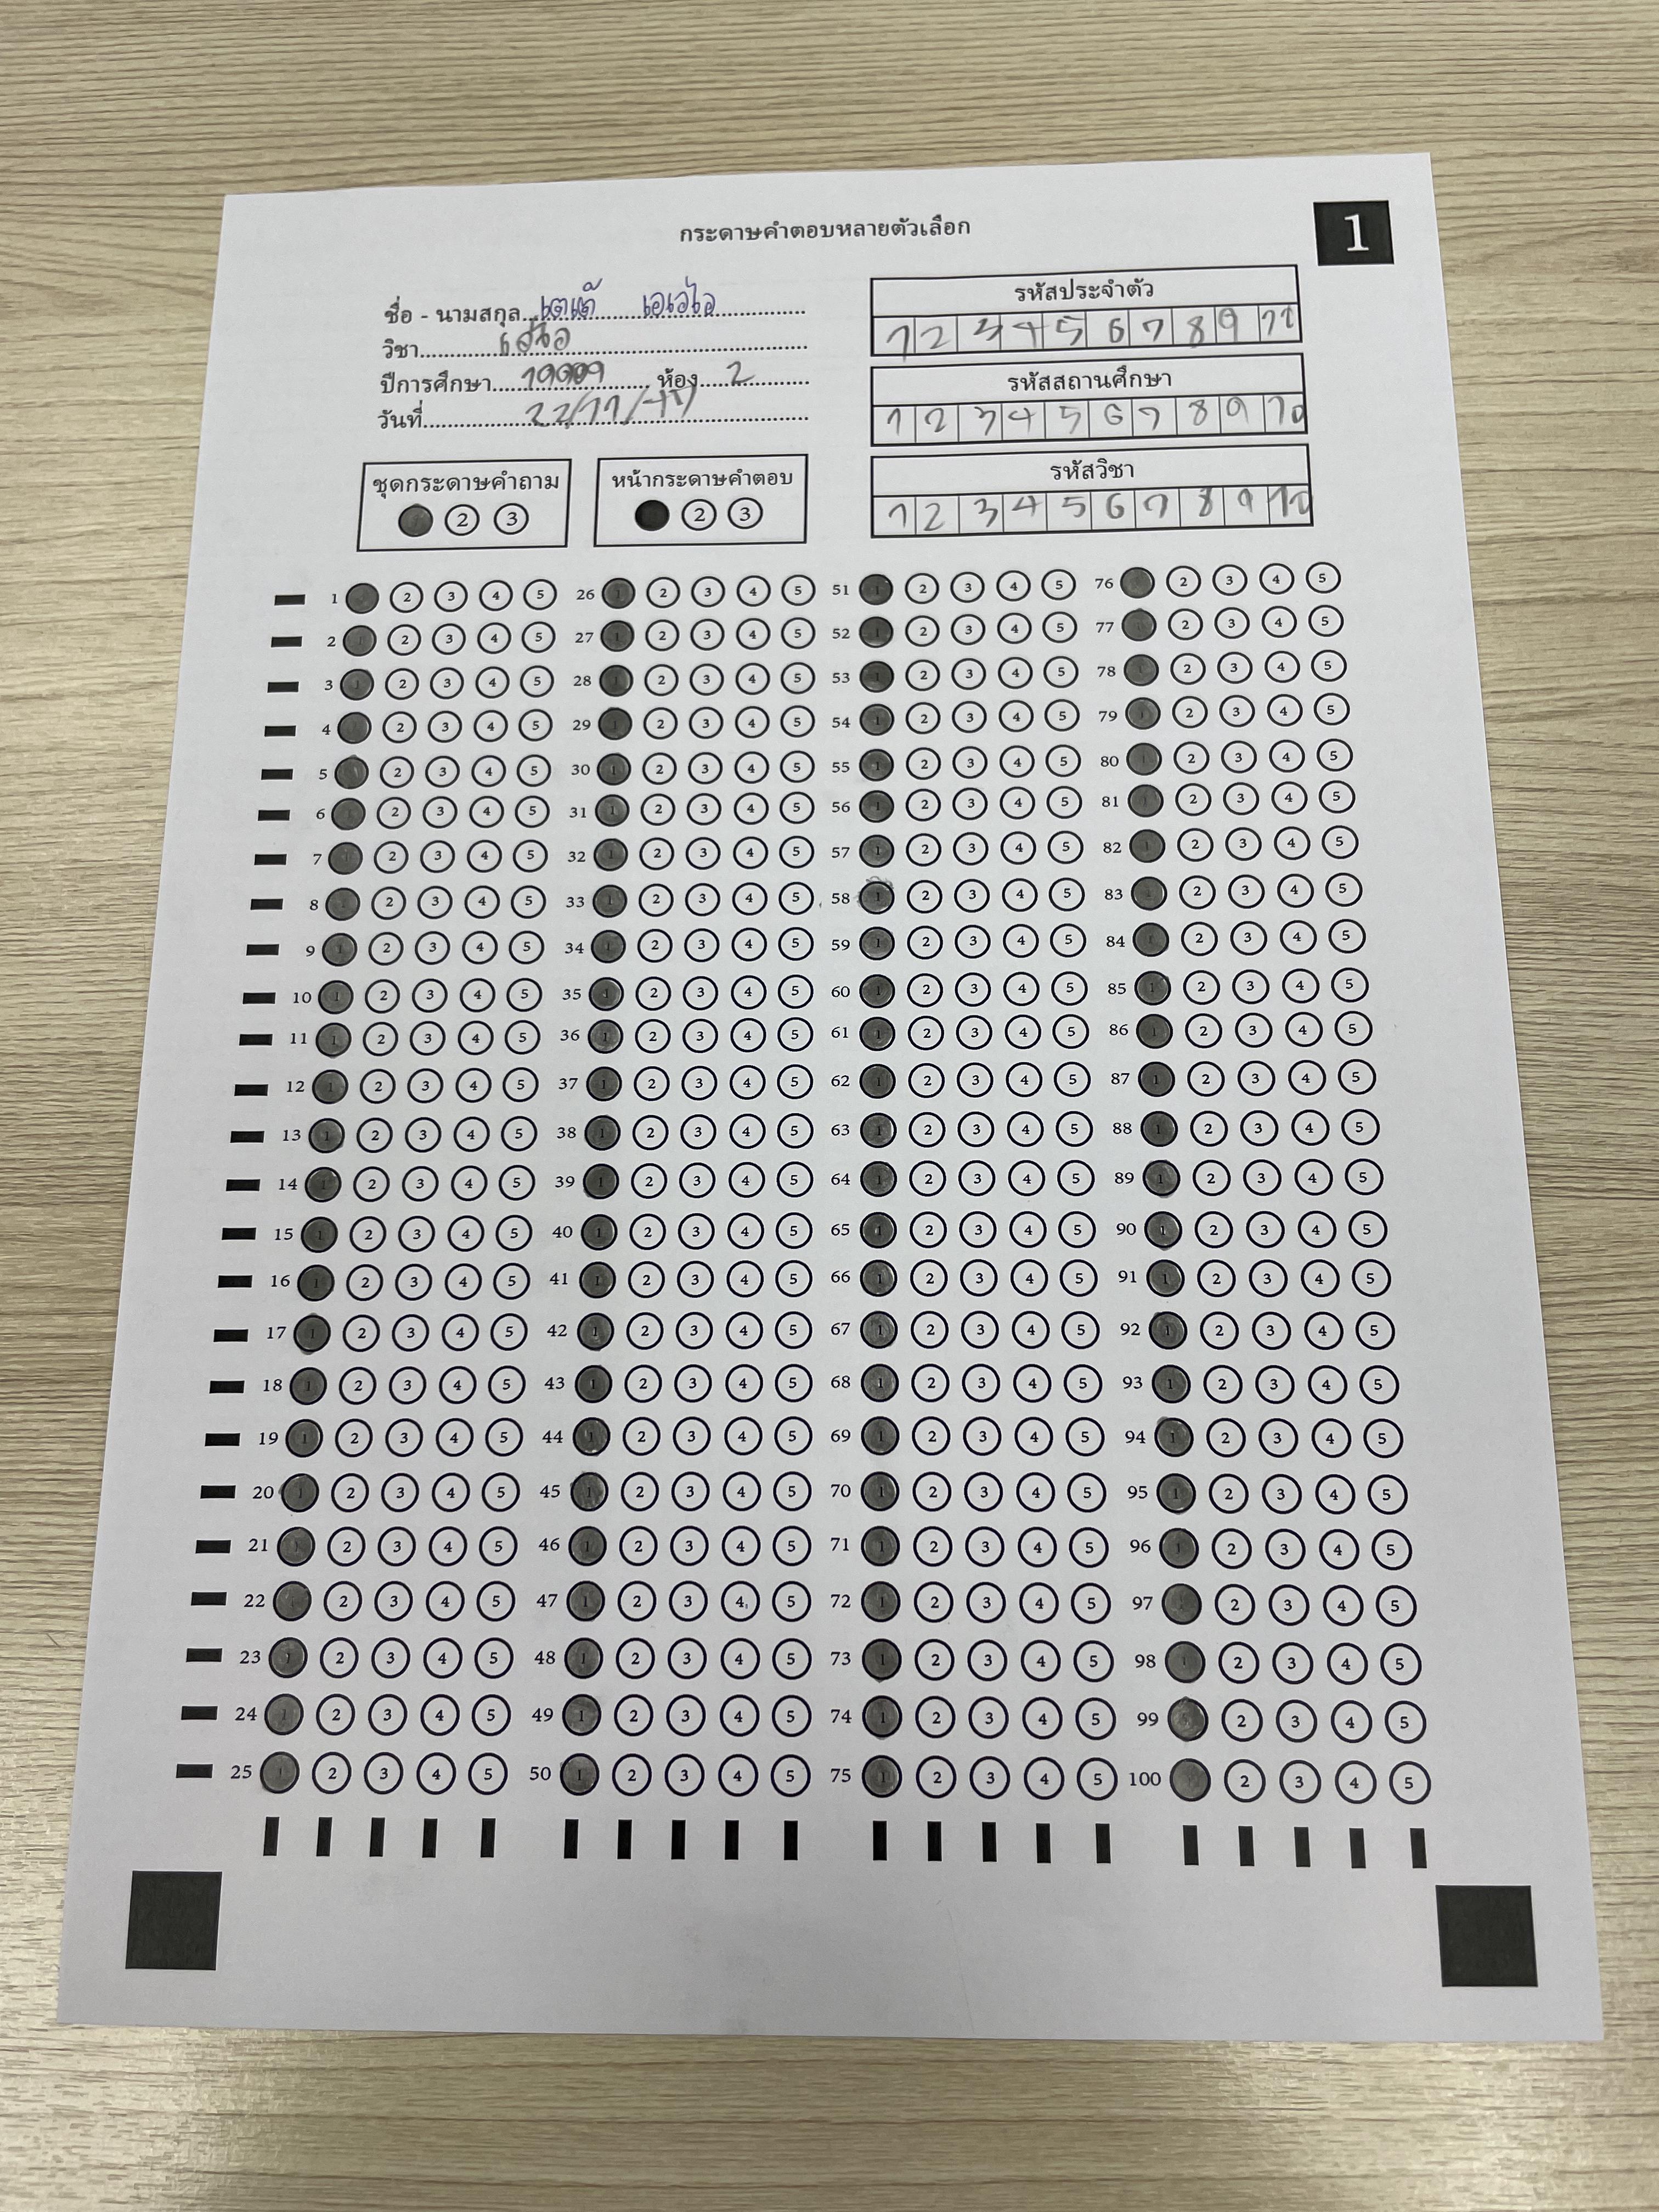 กระดาษคำตอบหลายตัวเลือก
1
ชื่อ - นามสกุล เตเต้ เอเอไอ
วิชา
ปีการศึกษา ห้อง 2
วันที่ 22/11/
รหัสประจำตัว
1 2 3 4 5 6 7 8 9
รหัสสถานศึกษา
1 2 3 4 5 6 7 8 9 10
รหัสวิชา
1 2 3 4 5 6 7 8 9 10
ชุดกระดาษคำถาม
1 2 3
หน้ากระดาษคำตอบ
2 3
1 1 2 3 4 5 26 1 2 3 4 5 51 1 2 3 4 5 76 1 2 3 4 5
2 1 2 3 4 5 27 1 2 3 4 5 52 1 2 3 4 5 77 1 2 3 4 5
3 1 2 3 4 5 28 1 2 3 4 5 53 1 2 3 4 5 78 1 2 3 4 5
4 1 2 3 4 5 29 1 2 3 4 5 54 1 2 3 4 5 79 1 2 3 4 5
5 1 2 3 4 5 30 1 2 3 4 5 55 1 2 3 4 5 80 1 2 3 4 5
6 1 2 3 4 5 31 1 2 3 4 5 56 1 2 3 4 5 81 1 2 3 4 5
7 1 2 3 4 5 32 1 2 3 4 5 57 1 2 3 4 5 82 1 2 3 4 5
8 1 2 3 4 5 33 1 2 3 4 5 58 1 2 3 4 5 83 1 2 3 4 5
9 1 2 3 4 5 34 1 2 3 4 5 59 1 2 3 4 5 84 1 2 3 4 5
10 1 2 3 4 5 35 1 2 3 4 5 60 1 2 3 4 5 85 1 2 3 4 5
11 1 2 3 4 5 36 1 2 3 4 5 61 1 2 3 4 5 86 1 2 3 4 5
12 1 2 3 4 5 37 1 2 3 4 5 62 1 2 3 4 5 87 1 2 3 4 5
13 1 2 3 4 5 38 1 2 3 4 5 63 1 2 3 4 5 88 1 2 3 4 5
14 1 2 3 4 5 39 1 2 3 4 5 64 1 2 3 4 5 89 1 2 3 4 5
15 1 2 3 4 5 40 1 2 3 4 5 65 1 2 3 4 5 90 1 2 3 4 5
16 1 2 3 4 5 41 1 2 3 4 5 66 1 2 3 4 5 91 1 2 3 4 5
17 1 2 3 4 5 42 1 2 3 4 5 67 1 2 3 4 5 92 1 2 3 4 5
18 1 2 3 4 5 43 1 2 3 4 5 68 1 2 3 4 5 93 1 2 3 4 5
19 1 2 3 4 5 44 1 2 3 4 5 69 1 2 3 4 5 94 1 2 3 4 5
20 1 2 3 4 5 45 1 2 3 4 5 70 1 2 3 4 5 95 1 2 3 4 5
21 1 2 3 4 5 46 1 2 3 4 5 71 1 2 3 4 5 96 1 2 3 4 5
22 1 2 3 4 5 47 1 2 3 4 5 72 1 2 3 4 5 97 1 2 3 4 5
23 1 2 3 4 5 48 1 2 3 4 5 73 1 2 3 4 5 98 1 2 3 4 5
24 1 2 3 4 5 49 1 2 3 4 5 74 1 2 3 4 5 99 1 2 3 4 5
25 1 2 3 4 5 50 1 2 3 4 5 75 1 2 3 4 5 100 1 2 3 4 5